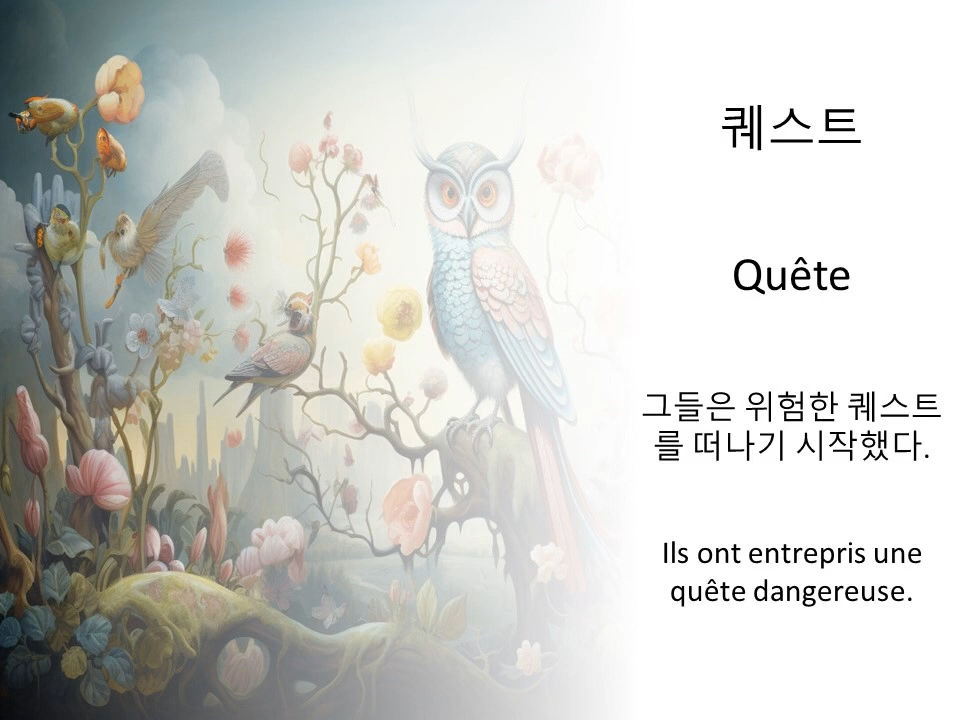 퀘스트
Quête
그들은 위험한 퀘스트
를 떠나기 시작했다.
Ils ont entrepris une
quête dangereuse.